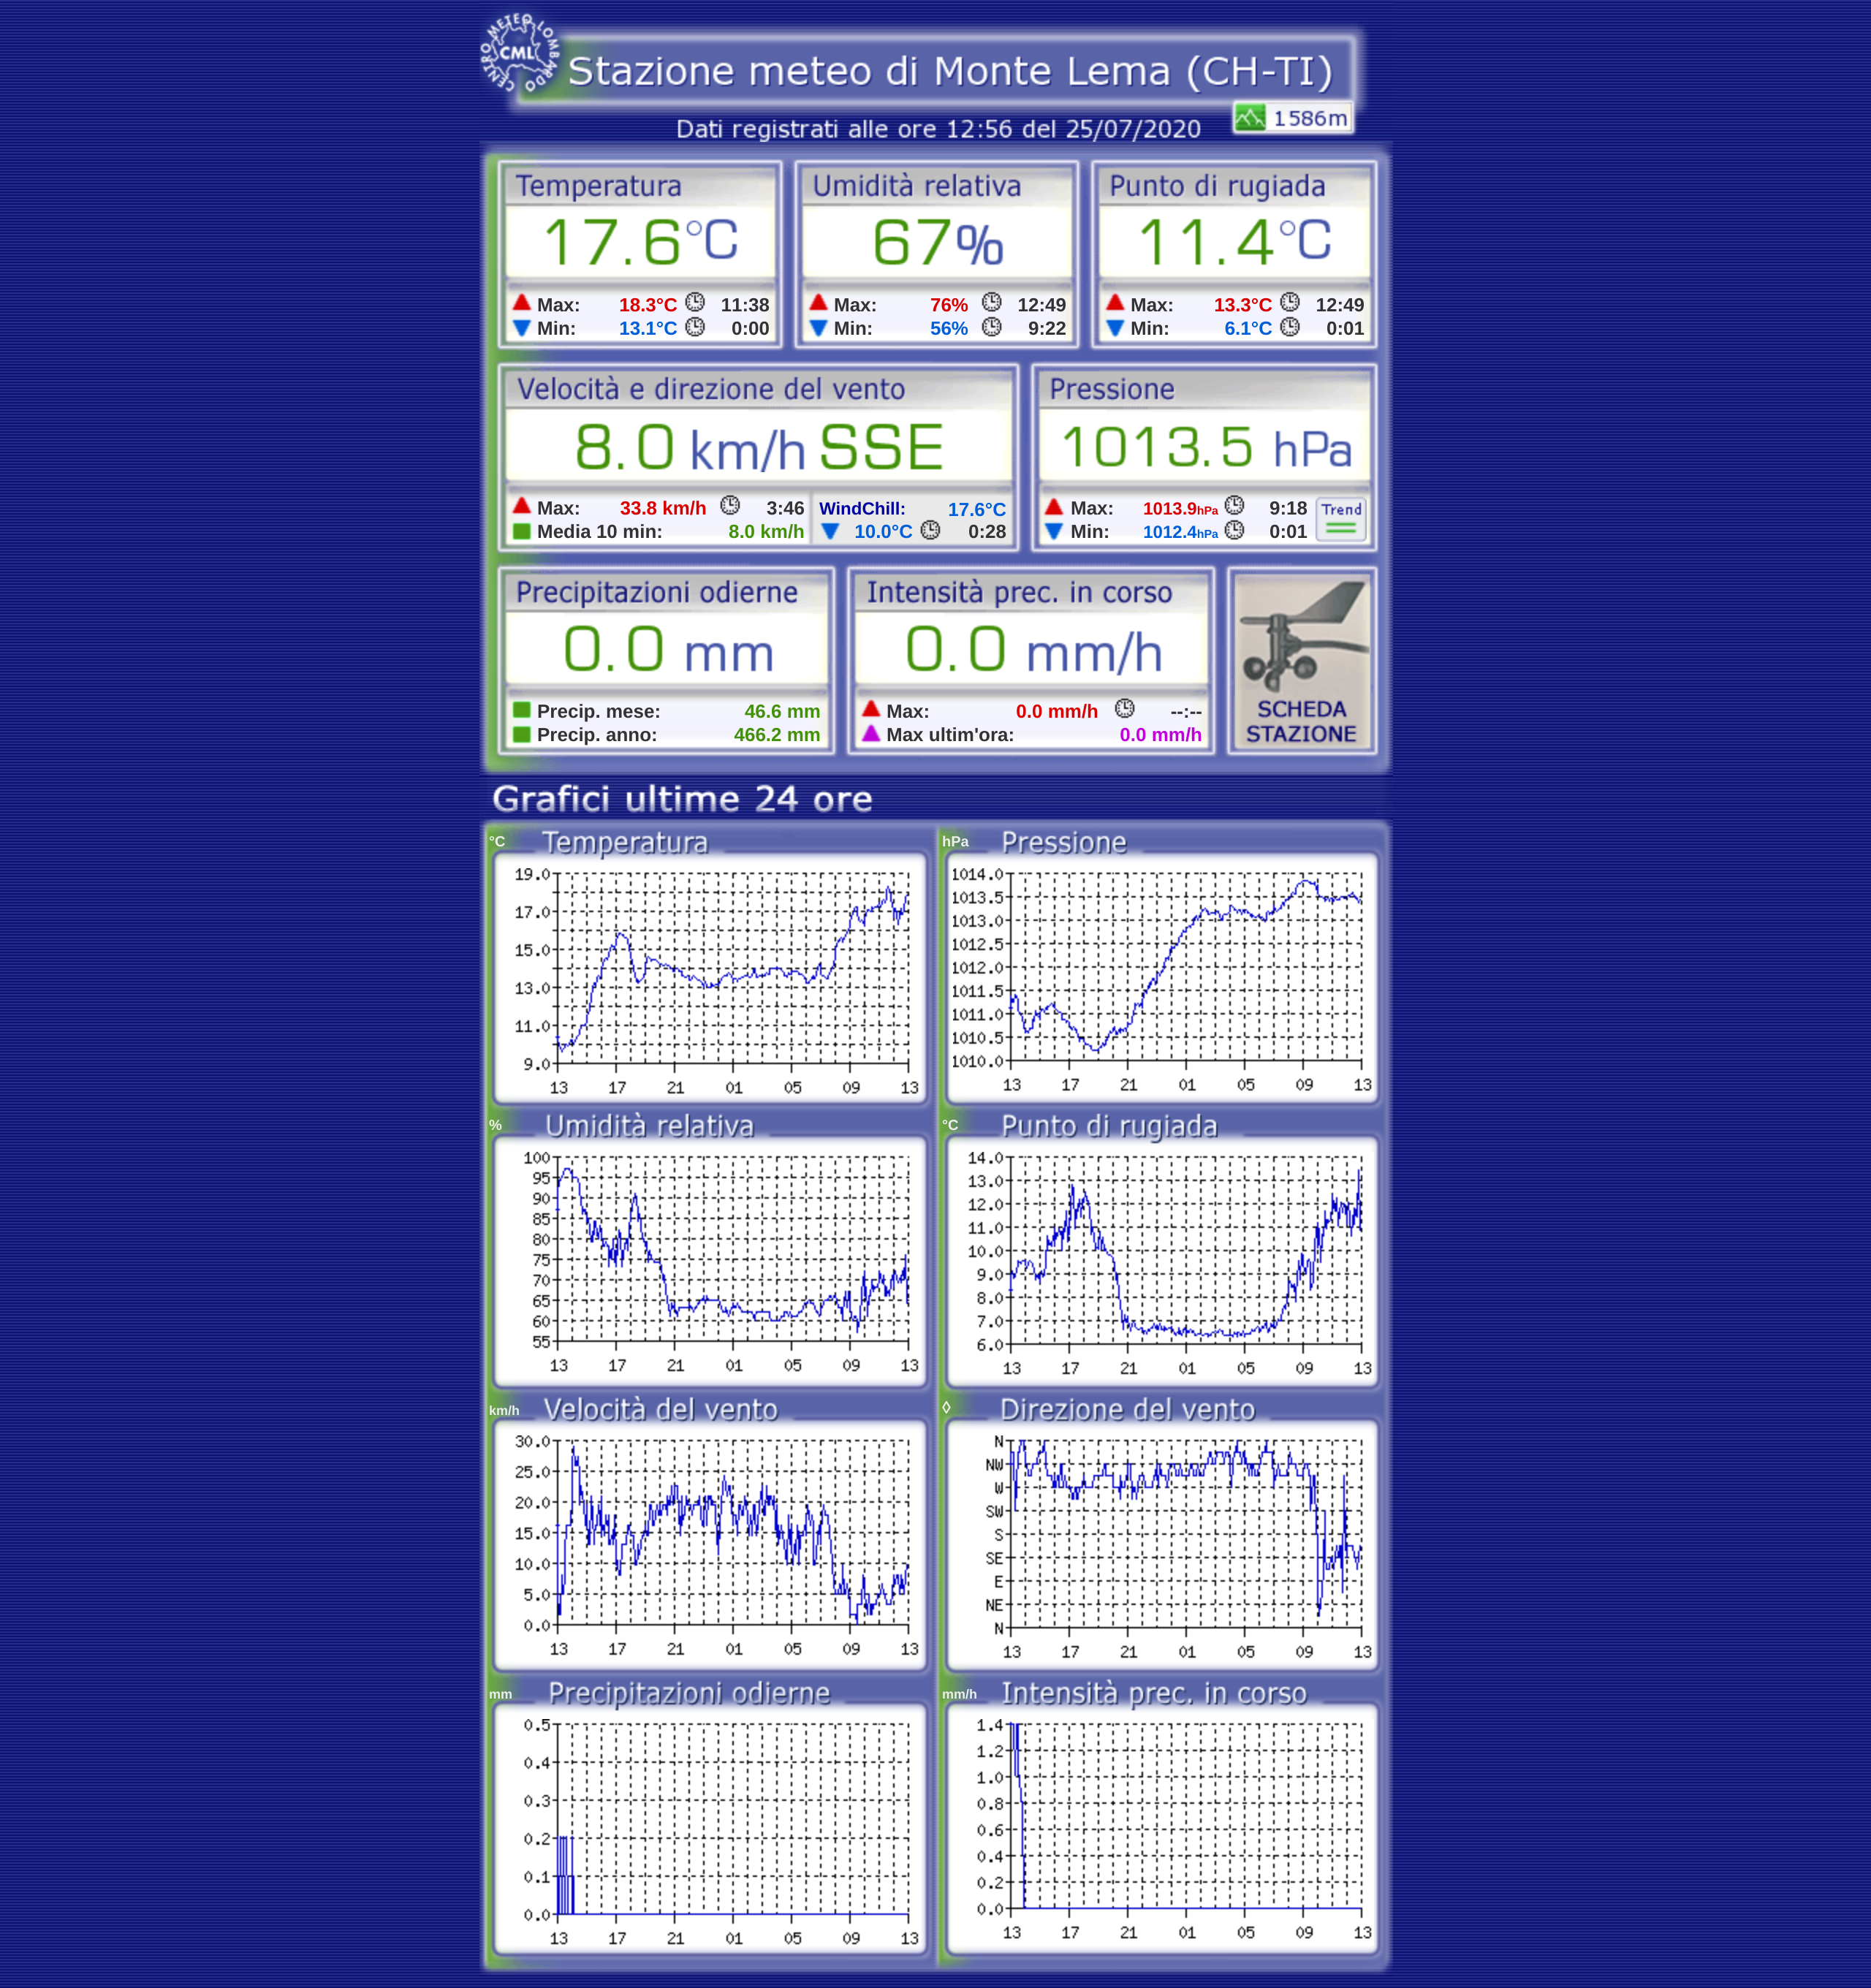 CENTRO METEO LOMBARDO
CML
Stazione meteo di Monte Lema (CH-TI)
1586m
Dati registrati alle ore 12:56 del 25/07/2020
Temperatura
17.6°C
Max: 18.3°C 11:38
Min: 13.1°C 0:00
Umidità relativa
67%
Max: 76% 12:49
Min: 56% 9:22
Punto di rugiada
11.4°C
Max: 13.3°C 12:49
Min: 6.1°C 0:01
Velocità e direzione del vento
8.0 km/h SSE
Max: 33.8 km/h 3:46
Media 10 min: 8.0 km/h
WindChill: 17.6°C
10.0°C 0:28
Pressione
1013.5 hPa
Max: 1013.9hPa 9:18
Min: 1012.4hPa 0:01
Trend
Precipitazioni odierne
0.0 mm
Precip. mese: 46.6 mm
Precip. anno: 466.2 mm
Intensità prec. in corso
0.0 mm/h
Max: 0.0 mm/h --:--
Max ultim'ora: 0.0 mm/h
SCHEDA
STAZIONE
Grafici ultime 24 ore
°C Temperatura
19.0
17.0
15.0
13.0
11.0
9.0
13 17 21 01 05 09 13
hPa Pressione
1014.0
1013.5
1013.0
1012.5
1012.0
1011.5
1011.0
1010.5
1010.0
13 17 21 01 05 09 13
% Umidità relativa
100
95
90
85
80
75
70
65
60
55
13 17 21 01 05 09 13
°C Punto di rugiada
14.0
13.0
12.0
11.0
10.0
9.0
8.0
7.0
6.0
13 17 21 01 05 09 13
km/h Velocità del vento
30.0
25.0
20.0
15.0
10.0
5.0
0.0
13 17 21 01 05 09 13
◊ Direzione del vento
N
NW
W
SW
S
SE
E
NE
N
13 17 21 01 05 09 13
mm Precipitazioni odierne
0.5
0.4
0.3
0.2
0.1
0.0
13 17 21 01 05 09 13
mm/h Intensità prec. in corso
1.4
1.2
1.0
0.8
0.6
0.4
0.2
0.0
13 17 21 01 05 09 13